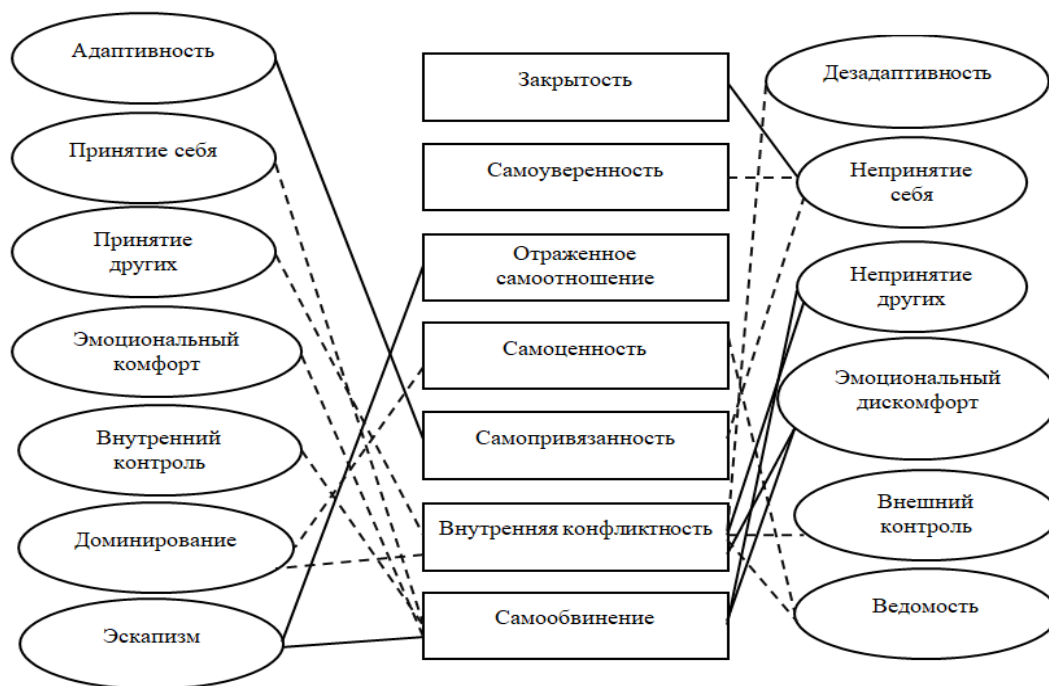 Адаптивность
Принятие себя
Принятие
других
Эмоциональный
комфорт
Внутренний
контроль
Доминирование
Эскапизм
Закрытость
Самоуверенность
Отраженное
самоотношение
Самоценность
Самопривязанность
Внутренняя конфликтность
Самообвинение
Дезадаптивность
Непринятие
себя
Непринятие
других
Эмоциональный
дискомфорт
Внешний
контроль
Ведомость